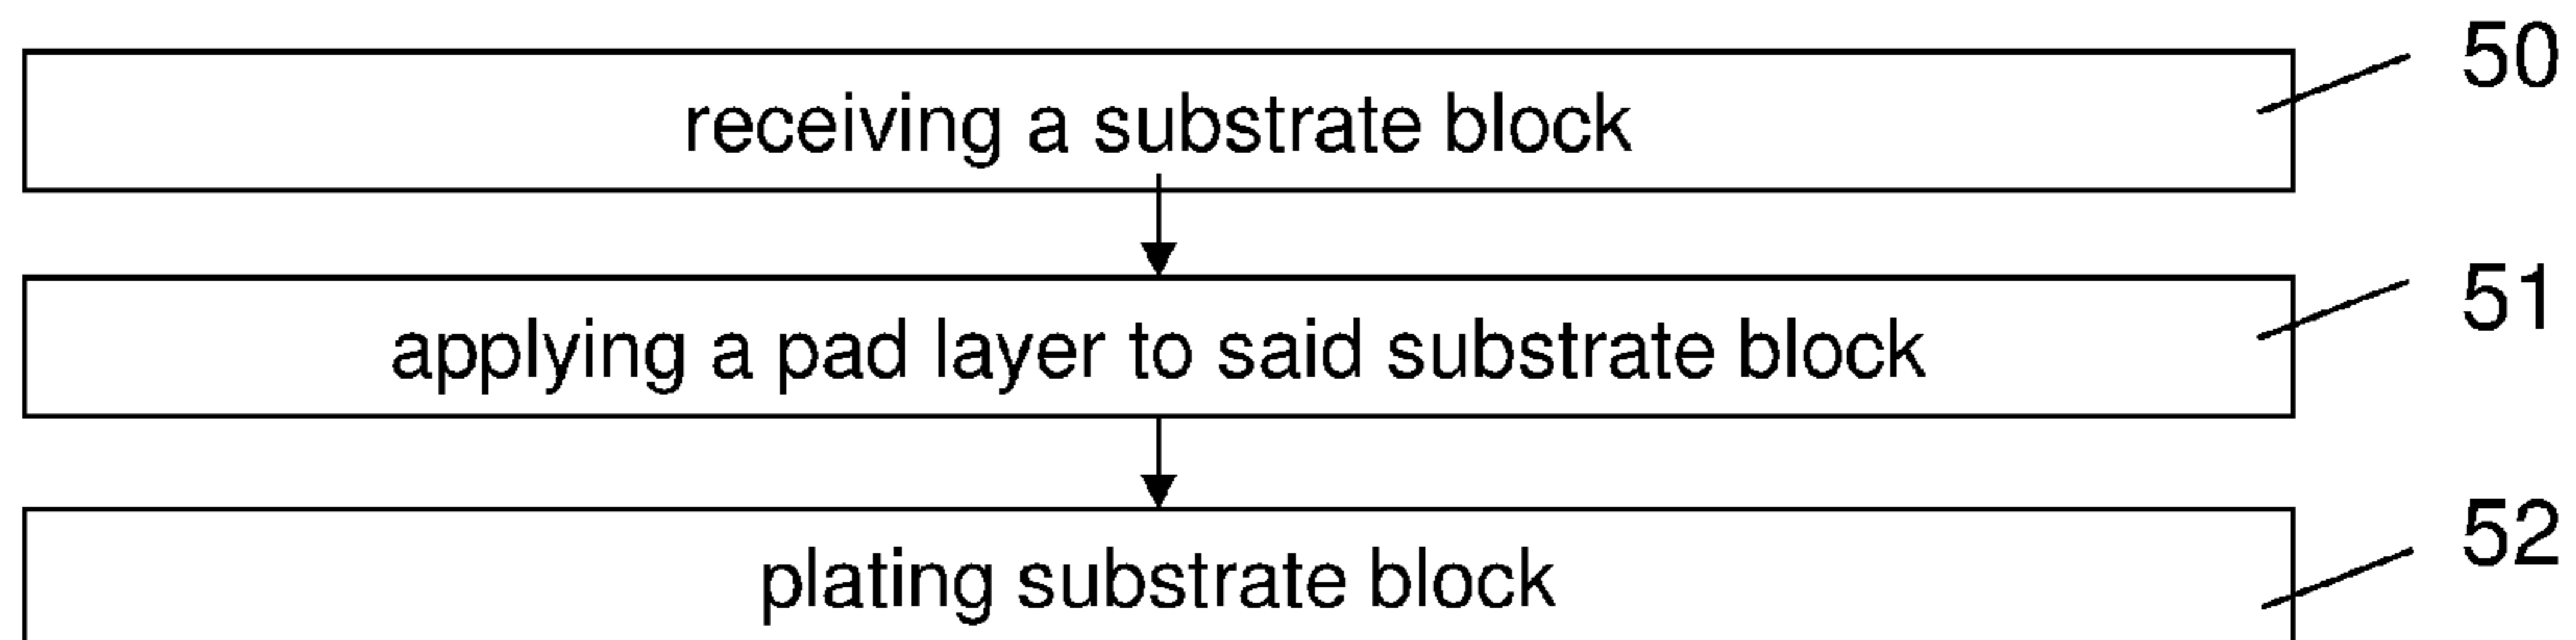 50
receiving a substrate block
51
applying a pad layer to said substrate block
52
plating substrate block